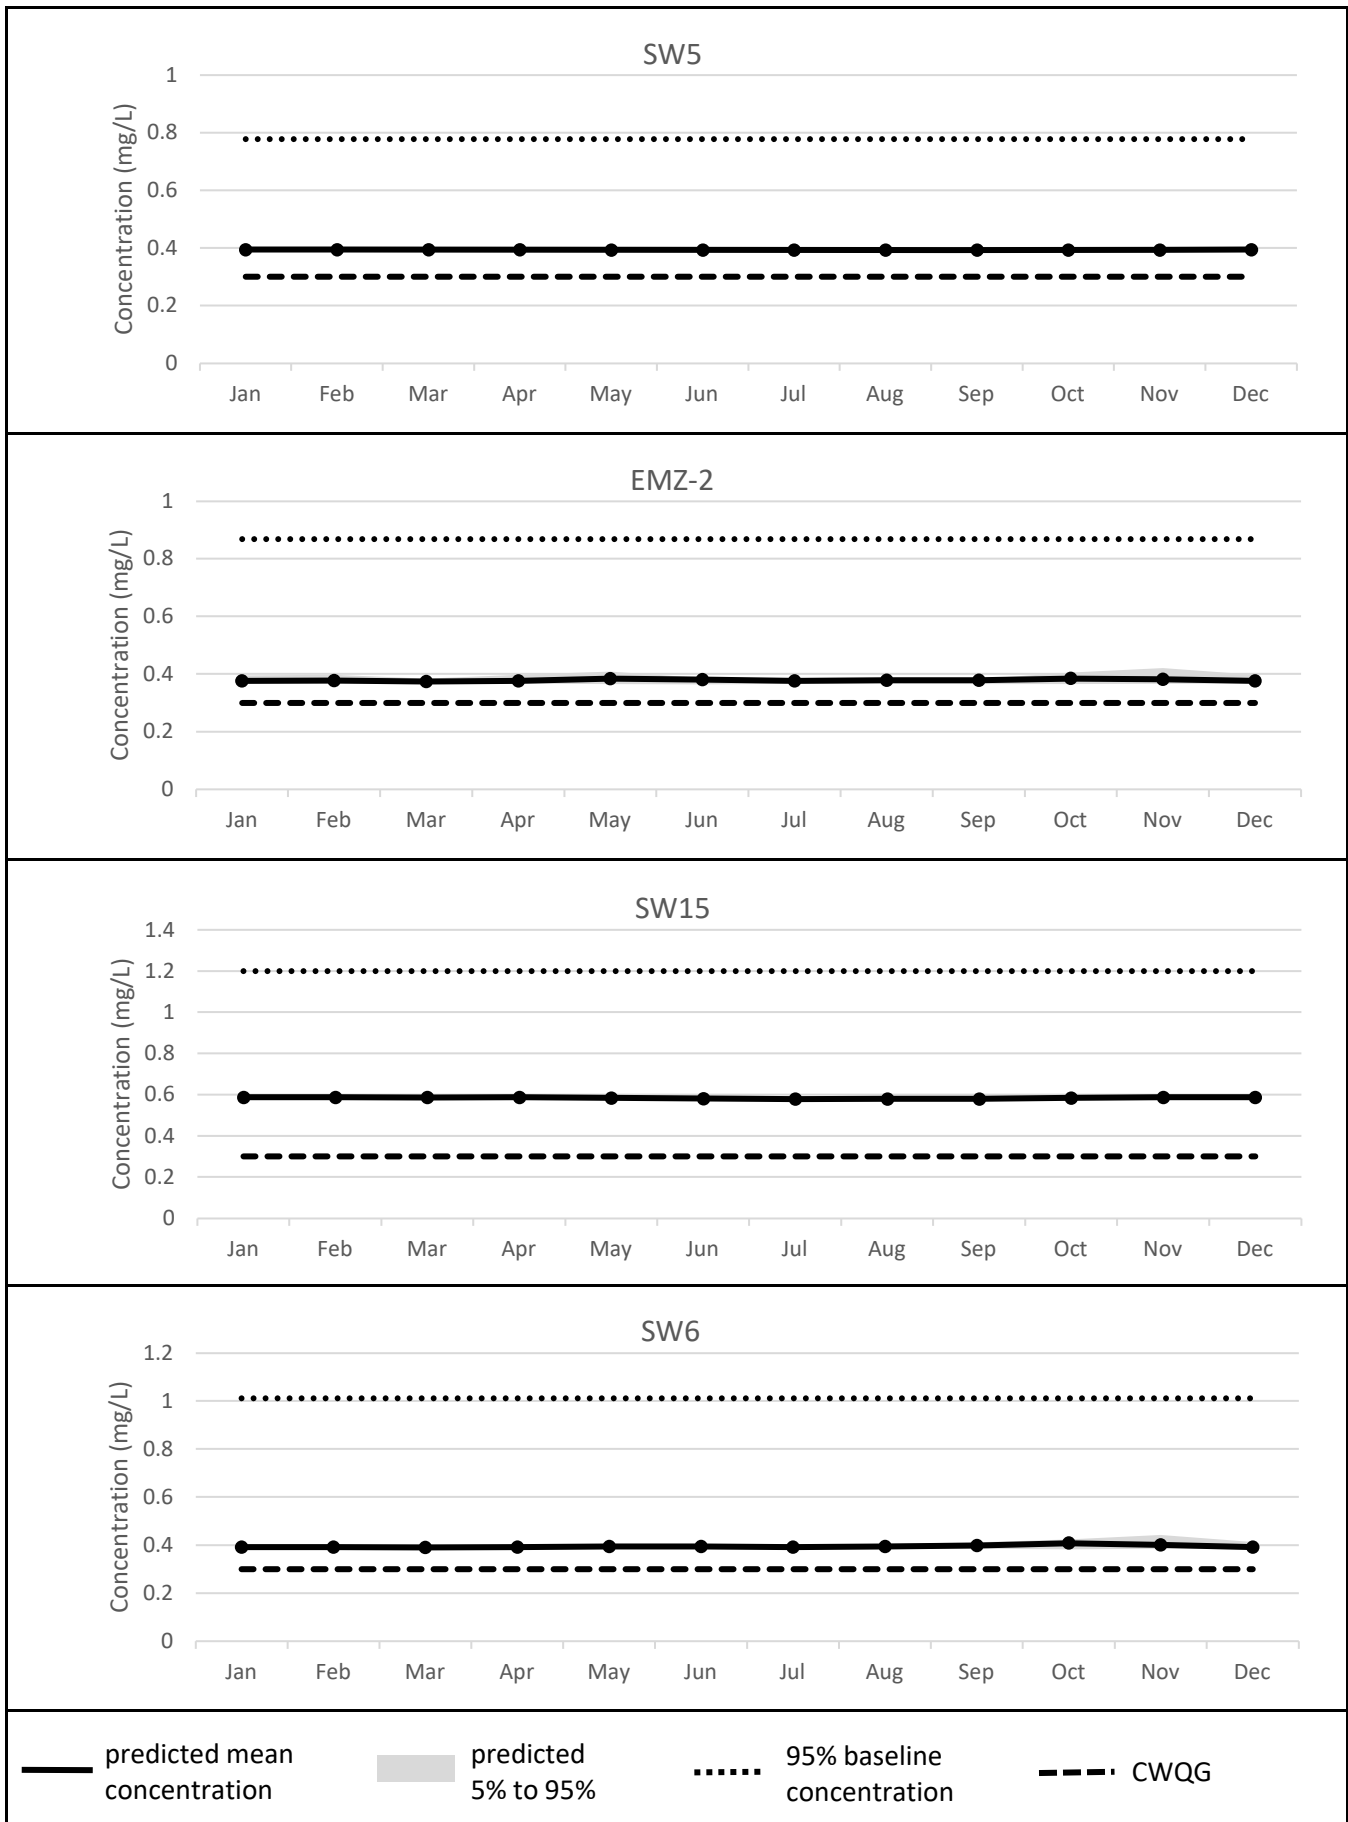 SW5
Concentration (mg/L)
1
0.8
0.6
0.4
0.2
0
Jan Feb Mar Apr May Jun Jul Aug Sep Oct Nov Dec
EMZ-2
Concentration (mg/L)
1
0.8
0.6
0.4
0.2
0
Jan Feb Mar Apr May Jun Jul Aug Sep Oct Nov Dec
SW15
Concentration (mg/L)
1.4
1.2
1
0.8
0.6
0.4
0.2
0
Jan Feb Mar Apr May Jun Jul Aug Sep Oct Nov Dec
SW6
Concentration (mg/L)
1.2
1
0.8
0.6
0.4
0.2
0
Jan Feb Mar Apr May Jun Jul Aug Sep Oct Nov Dec
predicted mean
concentration
predicted
5% to 95%
95% baseline
concentration
CWQG